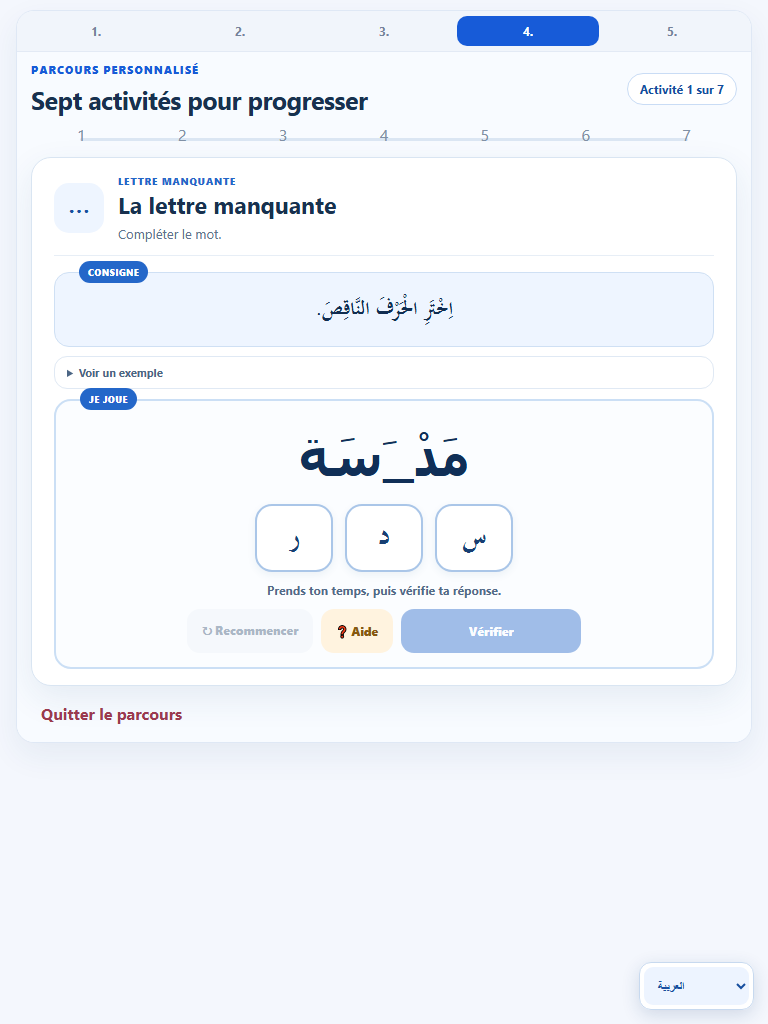 1. 2. 3. 4. 5.
PARCOURS PERSONNALISÉ
Sept activités pour progresser
Activité 1 sur 7
1 2 3 4 5 6 7
...
LETTRE MANQUANTE
La lettre manquante
Compléter le mot.
CONSIGNE
اِخْتَرِ الْحَرْفَ النَّاقِصَ.
▶ Voir un exemple
JE JOUE
مَدْ_َسَة
س د ر
Prends ton temps, puis vérifie ta réponse.
↻ Recommencer ❓ Aide Vérifier
Quitter le parcours
العربية